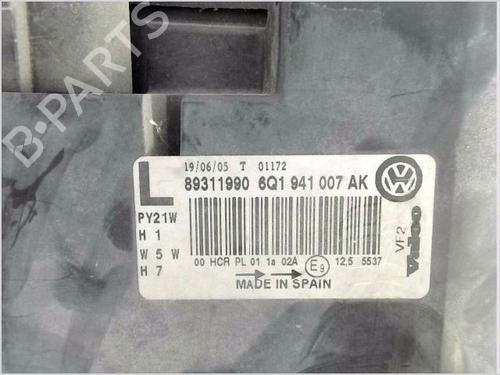 B-PARTS
19/06/05 T 01172
L 89311990 6Q1 941 007 AK
PY21W
H 1
W 5 W
H 7
00 HCR PL 01 1a 02A E9 12,5 5537
MADE IN SPAIN
VF2
Valeo